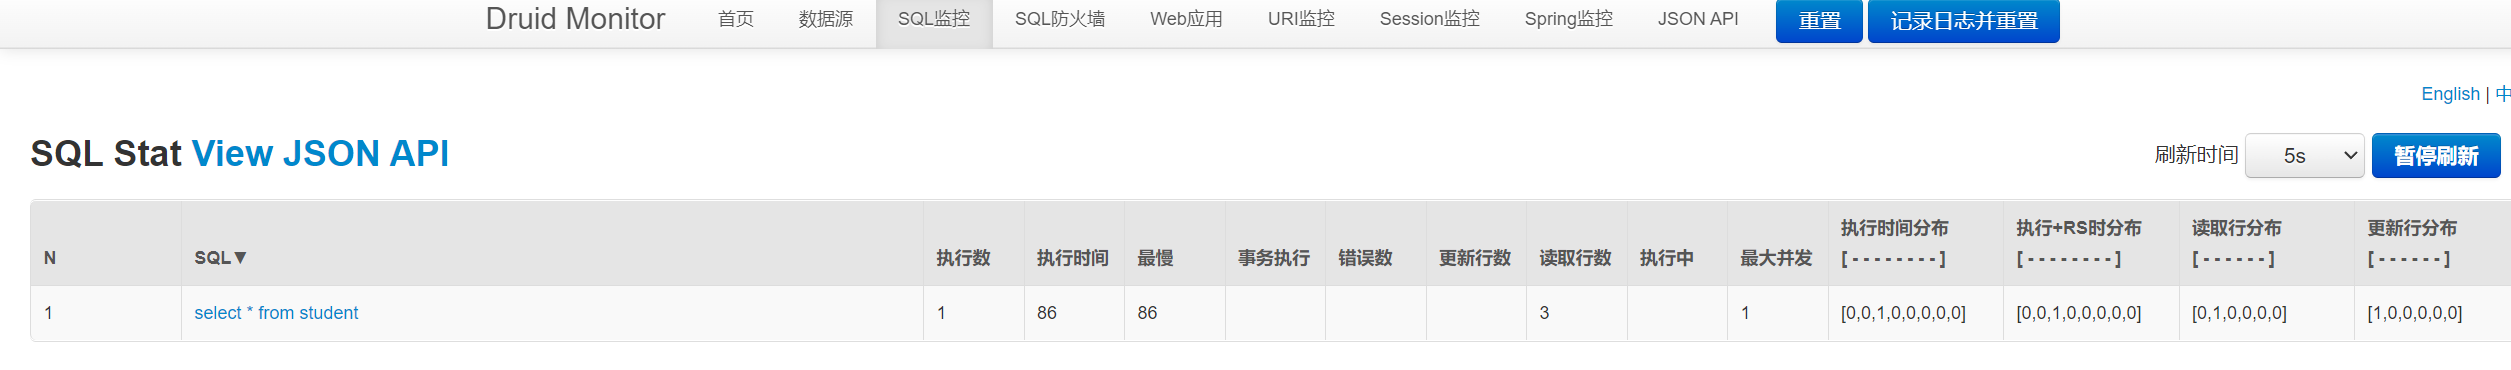 Druid Monitor 首页 数据源 SQL监控 SQL防火墙 Web应用 URI监控 Session监控 Spring监控 JSON API 重置 记录日志并重置
English | 中
SQL Stat View JSON API 刷新时间 5s 暂停刷新
N SQL▼ 执行数 执行时间 最慢 事务执行 错误数 更新行数 读取行数 执行中 最大并发 执行时间分布 [ - - - - - - - - ] 执行+RS时分布 [ - - - - - - - - ] 读取行分布 [ - - - - - - ] 更新行分布 [ - - - - - - ]
1 select * from student 1 86 86 3 1 [0,0,1,0,0,0,0,0] [0,0,1,0,0,0,0,0] [0,1,0,0,0,0] [1,0,0,0,0,0]